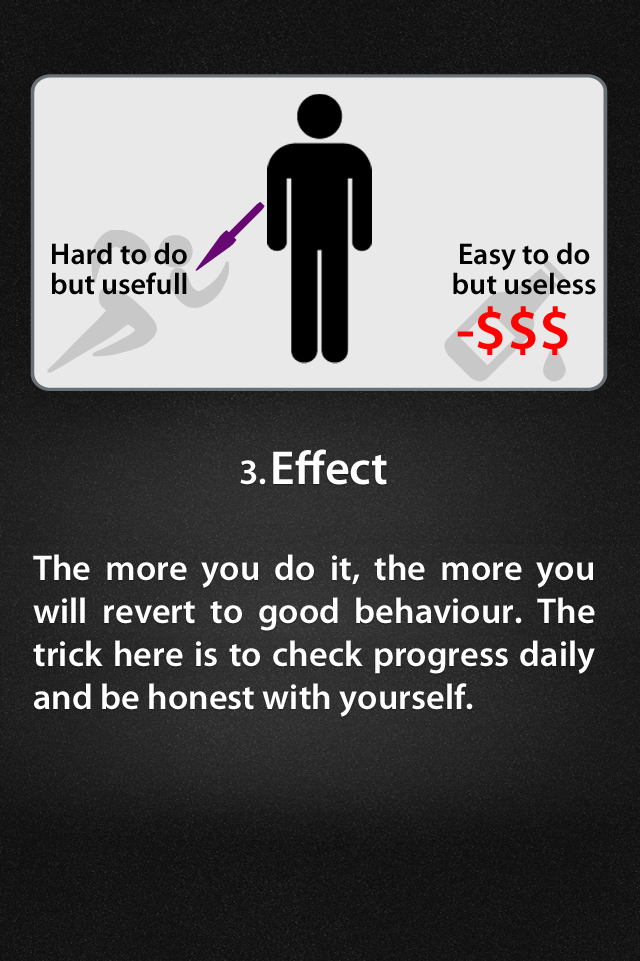 Hard to do
but usefull
Easy to do
but useless
-$$$
3. Effect
The more you do it, the more you
will revert to good behaviour. The
trick here is to check progress daily
and be honest with yourself.